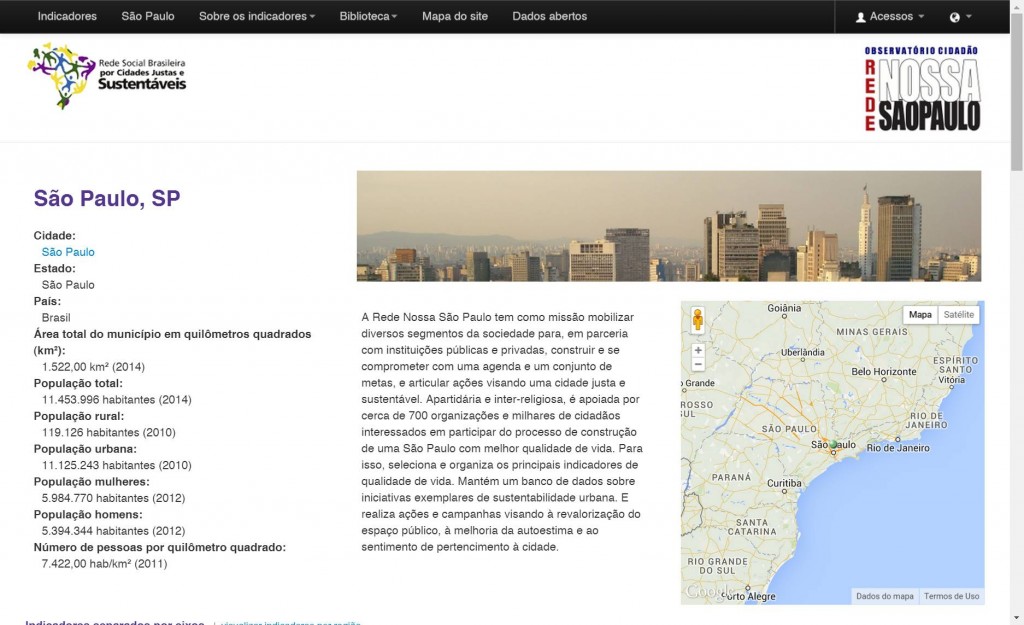 Indicadores São Paulo Sobre os indicadores Biblioteca Mapa do site Dados abertos Acessos
Rede Social Brasileira
por Cidades Justas e
Sustentáveis
OBSERVATÓRIO CIDADÃO
REDE
NOSSA
SÃOPAULO
São Paulo, SP
Cidade:
São Paulo
Estado:
São Paulo
País:
Brasil
Área total do município em quilômetros quadrados
(km²):
1.522,00 km² (2014)
População total:
11.453.996 habitantes (2014)
População rural:
119.126 habitantes (2010)
População urbana:
11.125.243 habitantes (2010)
População mulheres:
5.984.770 habitantes (2012)
População homens:
5.394.344 habitantes (2012)
Número de pessoas por quilômetro quadrado:
7.422,00 hab/km² (2011)
A Rede Nossa São Paulo tem como missão mobilizar
diversos segmentos da sociedade para, em parceria
com instituições públicas e privadas, construir e se
comprometer com uma agenda e um conjunto de
metas, e articular ações visando uma cidade justa e
sustentável. Apartidária e inter-religiosa, é apoiada por
cerca de 700 organizações e milhares de cidadãos
interessados em participar do processo de construção
de uma São Paulo com melhor qualidade de vida. Para
isso, seleciona e organiza os principais indicadores de
qualidade de vida. Mantém um banco de dados sobre
iniciativas exemplares de sustentabilidade urbana. E
realiza ações e campanhas visando à revalorização do
espaço público, à melhoria da autoestima e ao
sentimento de pertencimento à cidade.
Goiânia
Mapa Satélite
MINAS GERAIS
Uberlândia
ESPÍRITO
SANTO
Belo Horizonte
Vitória
o Grande
ROSSO
SUL
RIO DE
JANEIRO
SÃO PAULO
São Paulo
Rio de Janeiro
PARANÁ
Curitiba
SANTA
CATARINA
RIO GRANDE
DO SUL
Google
Porto Alegre
Dados do mapa Termos de Uso
Indicadores separados por eixos | visualizar indicadores por região